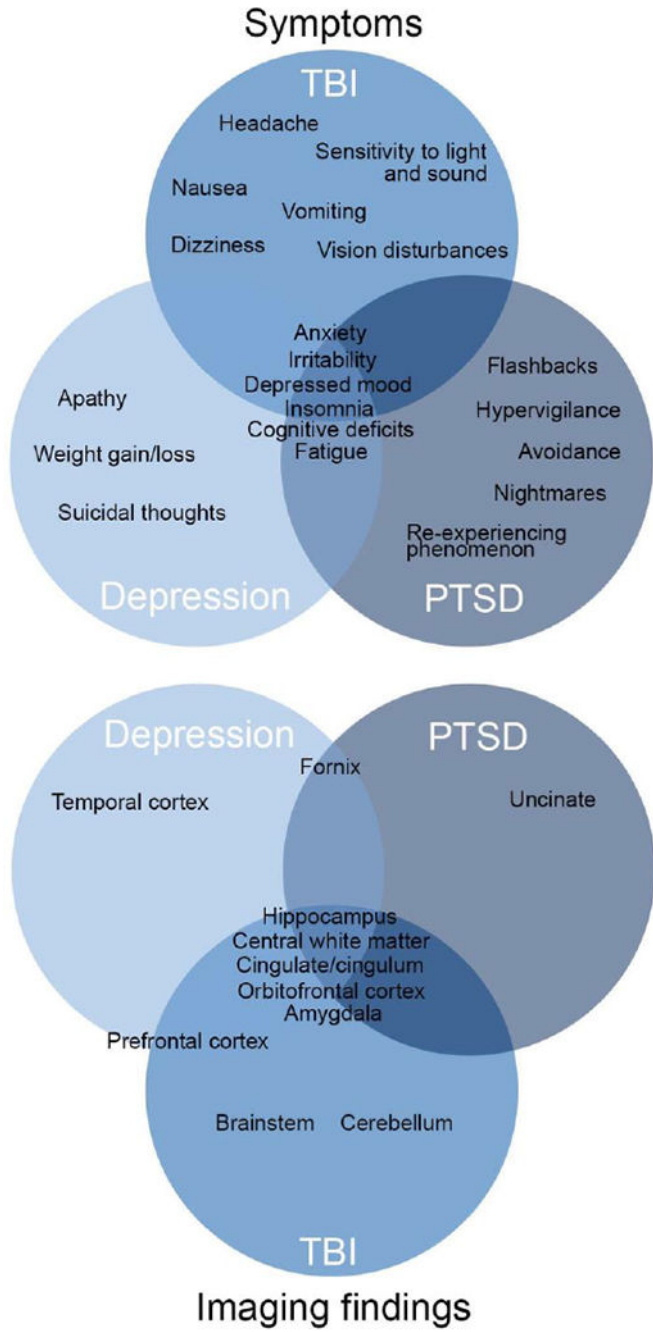 Symptoms
TBI
Headache
Sensitivity to light
and sound
Nausea
Vomiting
Dizziness
Vision disturbances
Anxiety
Irritability
Depressed mood
Insomnia
Cognitive deficits
Fatigue
Apathy
Weight gain/loss
Suicidal thoughts
Depression
Flashbacks
Hypervigilance
Avoidance
Nightmares
Re-experiencing
phenomenon
PTSD
Depression
PTSD
Fornix
Temporal cortex
Uncinate
Hippocampus
Central white matter
Cingulate/cingulum
Orbitofrontal cortex
Amygdala
Prefrontal cortex
Brainstem
Cerebellum
TBI
Imaging findings